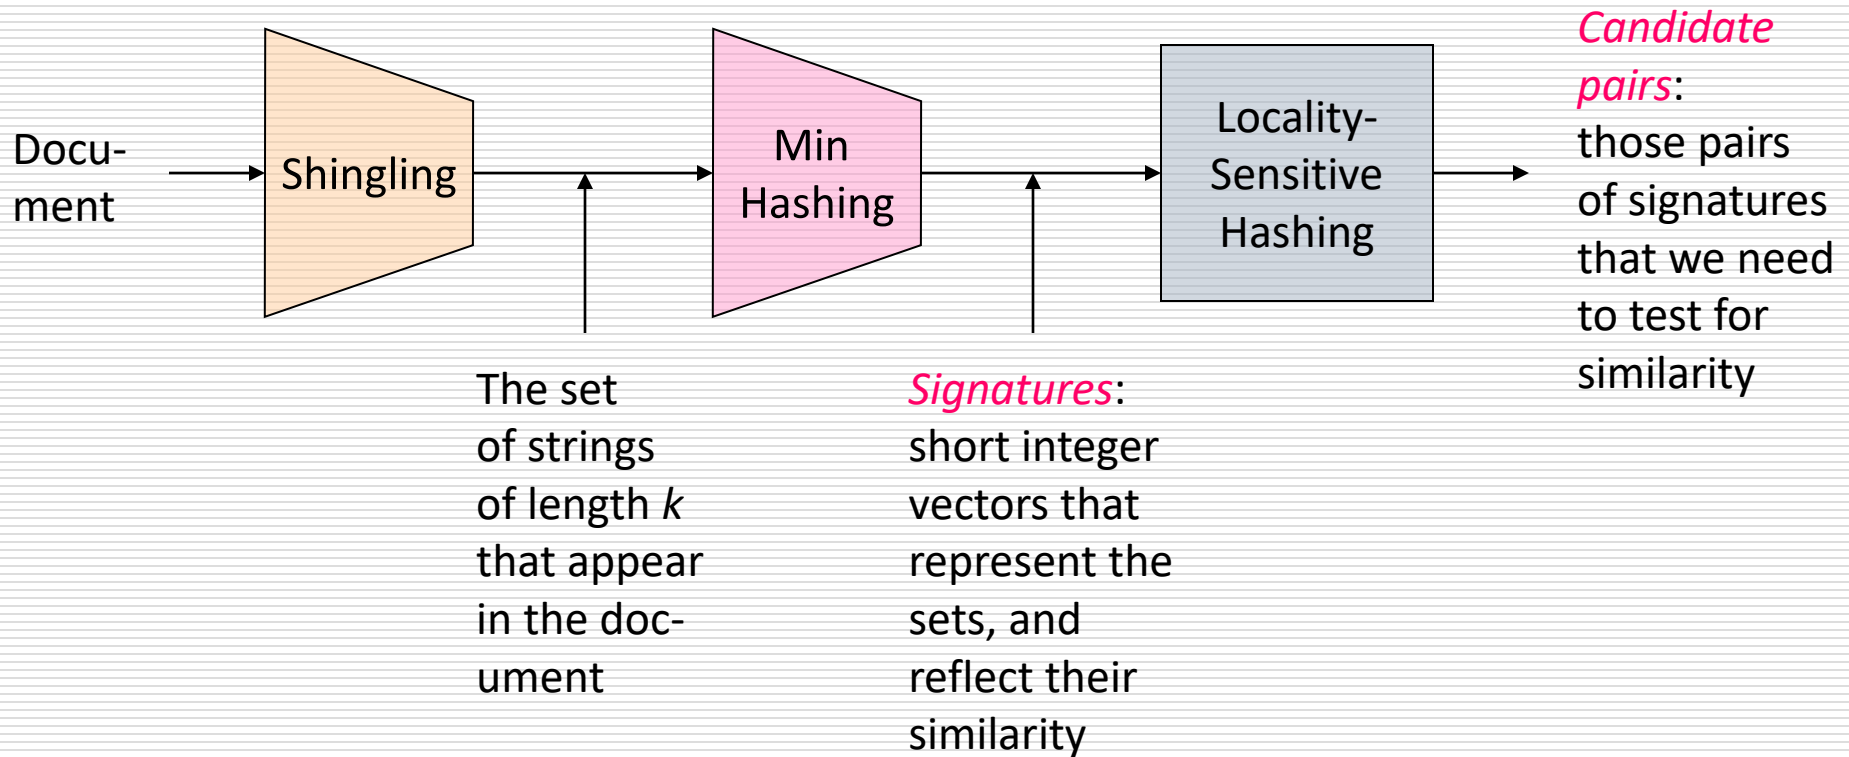 Docu-
ment
Shingling
The set
of strings
of length k
that appear
in the doc-
ument
Min
Hashing
Signatures:
short integer
vectors that
represent the
sets, and
reflect their
similarity
Locality-
Sensitive
Hashing
Candidate
pairs:
those pairs
of signatures
that we need
to test for
similarity